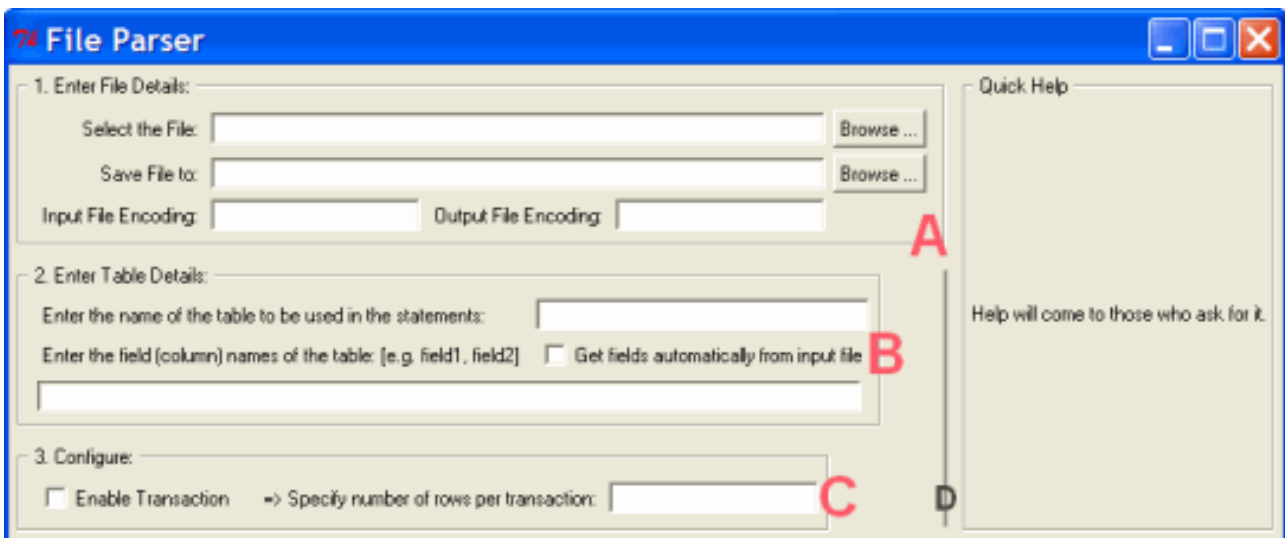 File Parser
1. Enter File Details:
Select the File: Browse ...
Save File to: Browse ...
Input File Encoding: Output File Encoding:
A
2. Enter Table Details:
Enter the name of the table to be used in the statements:
Enter the field (column) names of the table: [e.g. field1, field2] Get fields automatically from input file
B
3. Configure:
Enable Transaction => Specify number of rows per transaction:
C
D
Quick Help
Help will come to those who ask for it.